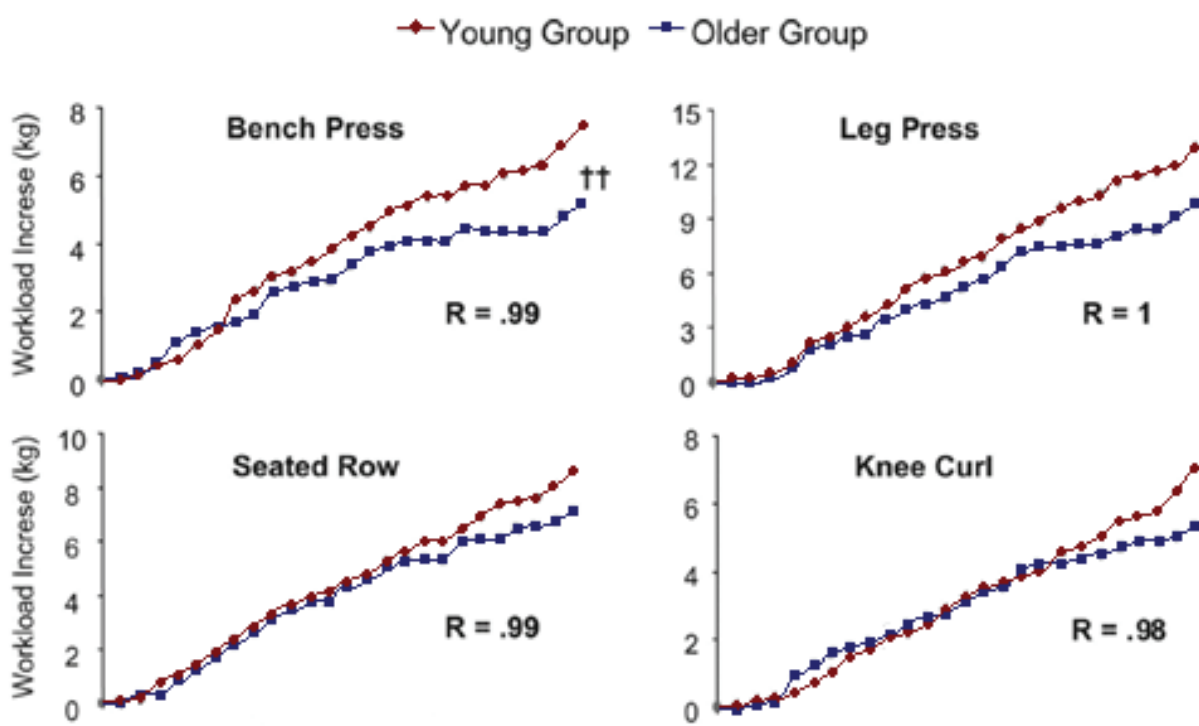 Young Group Older Group
Bench Press
Workload Increse (kg)
8
6
4
2
0
††
R = .99
Leg Press
15
12
9
6
3
0
R = 1
Seated Row
Workload Increse (kg)
10
8
6
4
2
0
R = .99
Knee Curl
8
6
4
2
0
R = .98